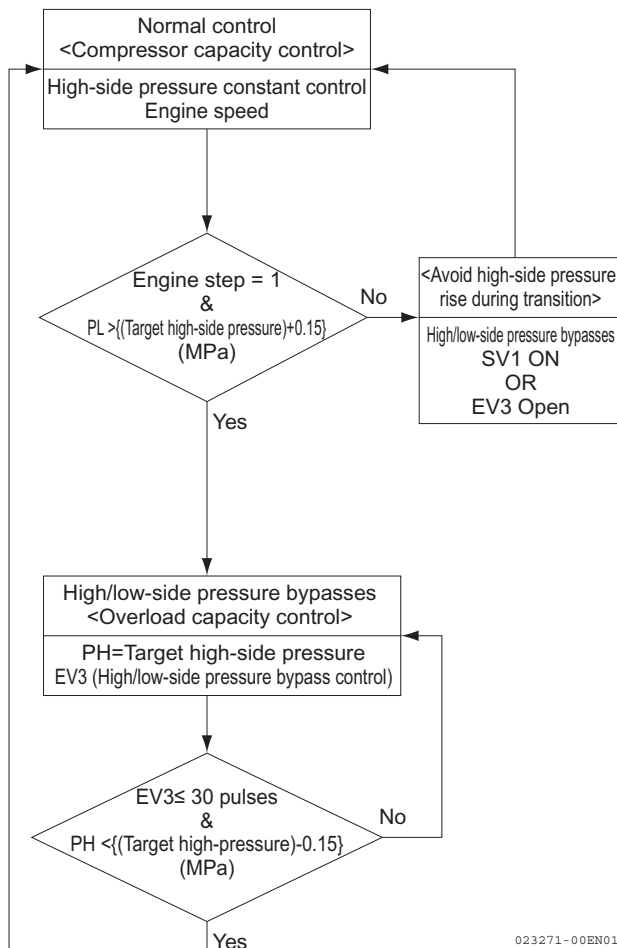 Normal control
<Compressor capacity control>
High-side pressure constant control
Engine speed
Engine step = 1
&
PL >{(Target high-side pressure)+0.15}
(MPa)
No
<Avoid high-side pressure
rise during transition>
High/low-side pressure bypasses
SV1 ON
OR
EV3 Open
Yes
High/low-side pressure bypasses
<Overload capacity control>
PH=Target high-side pressure
EV3 (High/low-side pressure bypass control)
EV3≤ 30 pulses
&
PH <{(Target high-pressure)-0.15}
(MPa)
No
Yes
023271-00EN01